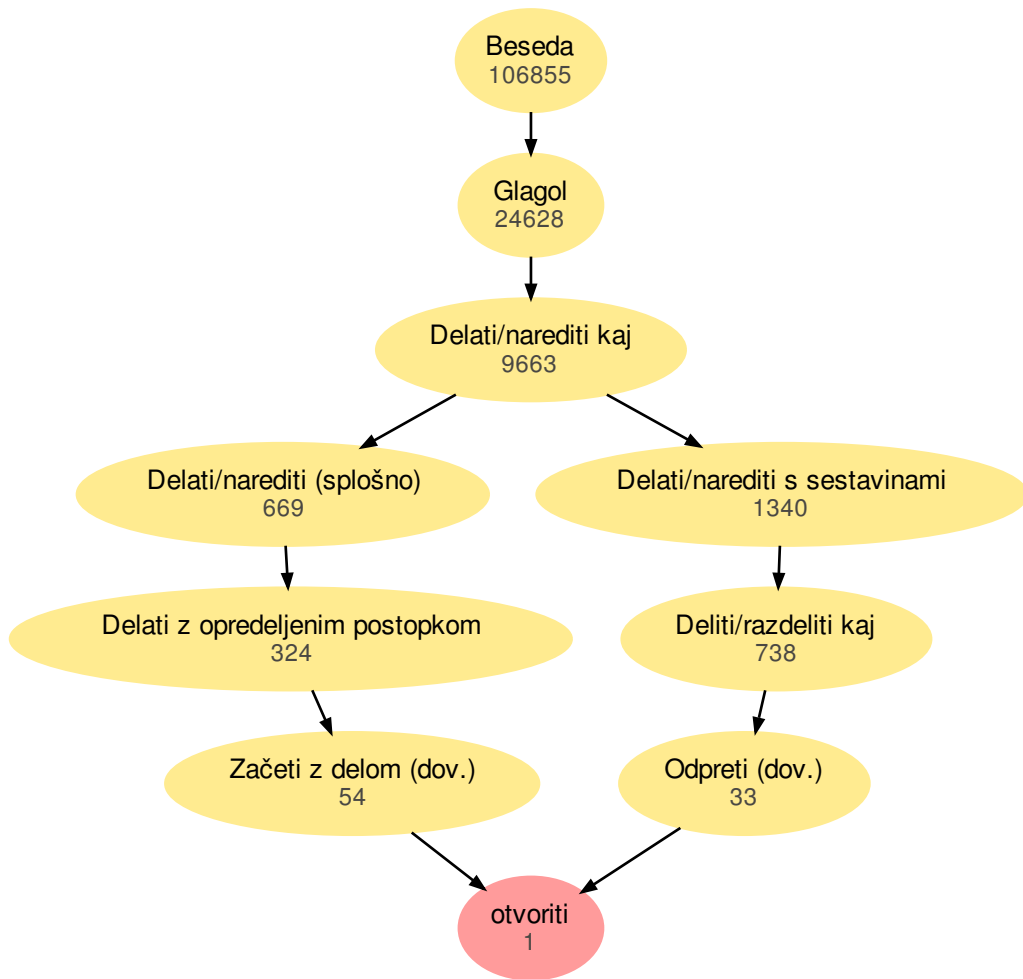 Beseda
106855
Glagol
24628
Delati/narediti kaj
9663
Delati/narediti (splošno)
669
Delati/narediti s sestavinami
1340
Delati z opredeljenim postopkom
324
Deliti/razdeliti kaj
738
Začeti z delom (dov.)
54
Odpreti (dov.)
33
otvoriti
1